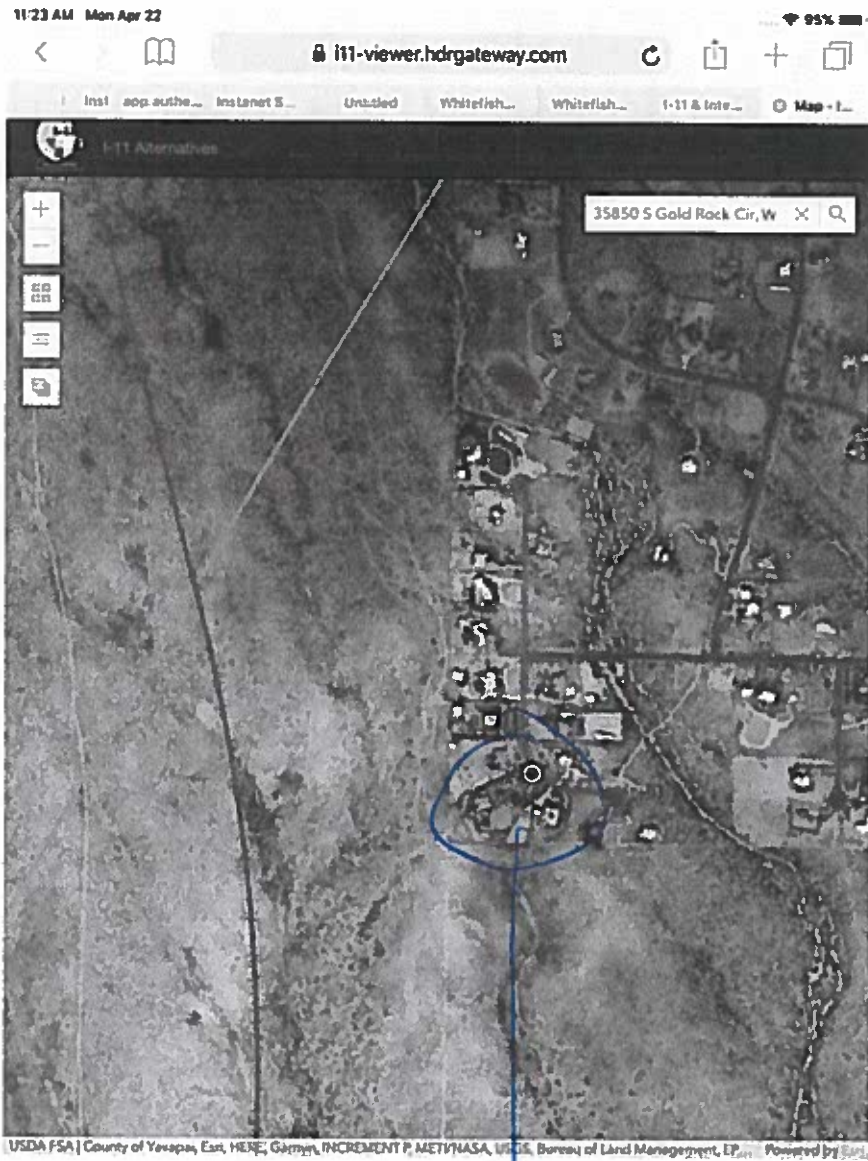 11:23 AM Mon Apr 22
95%
i11-viewer.hdrgateway.com
Inst app.authe... Instanet S... Untitled Whitefish... Whitefish... I-11 & Inte... Map - I...
I-11 Alternatives
35850 S Gold Rock Cir, W
USDA FSA | County of Yavapai, Esri, HERE, Garmin, INCREMENT P, METI/NASA, USGS, Bureau of Land Management, EP Powered by Esri